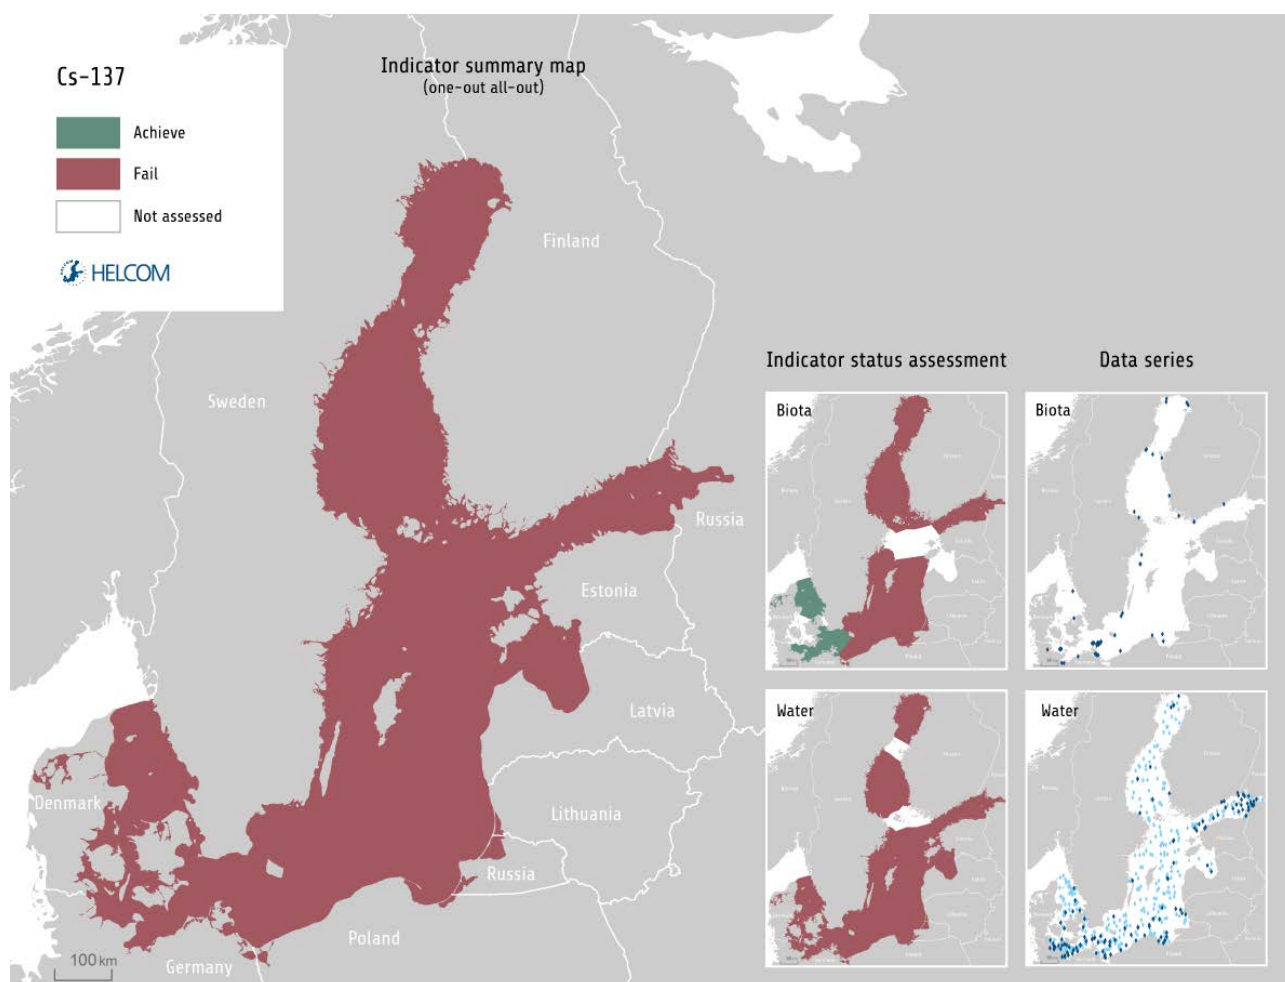 Cs-137
Achieve
Fail
Not assessed
HELCOM
Indicator summary map
(one-out all-out)
Finland
Sweden
Russia
Estonia
Latvia
Lithuania
Denmark
Russia
Poland
Germany
100 km
Indicator status assessment
Data series
Biota
Biota
Water
Water